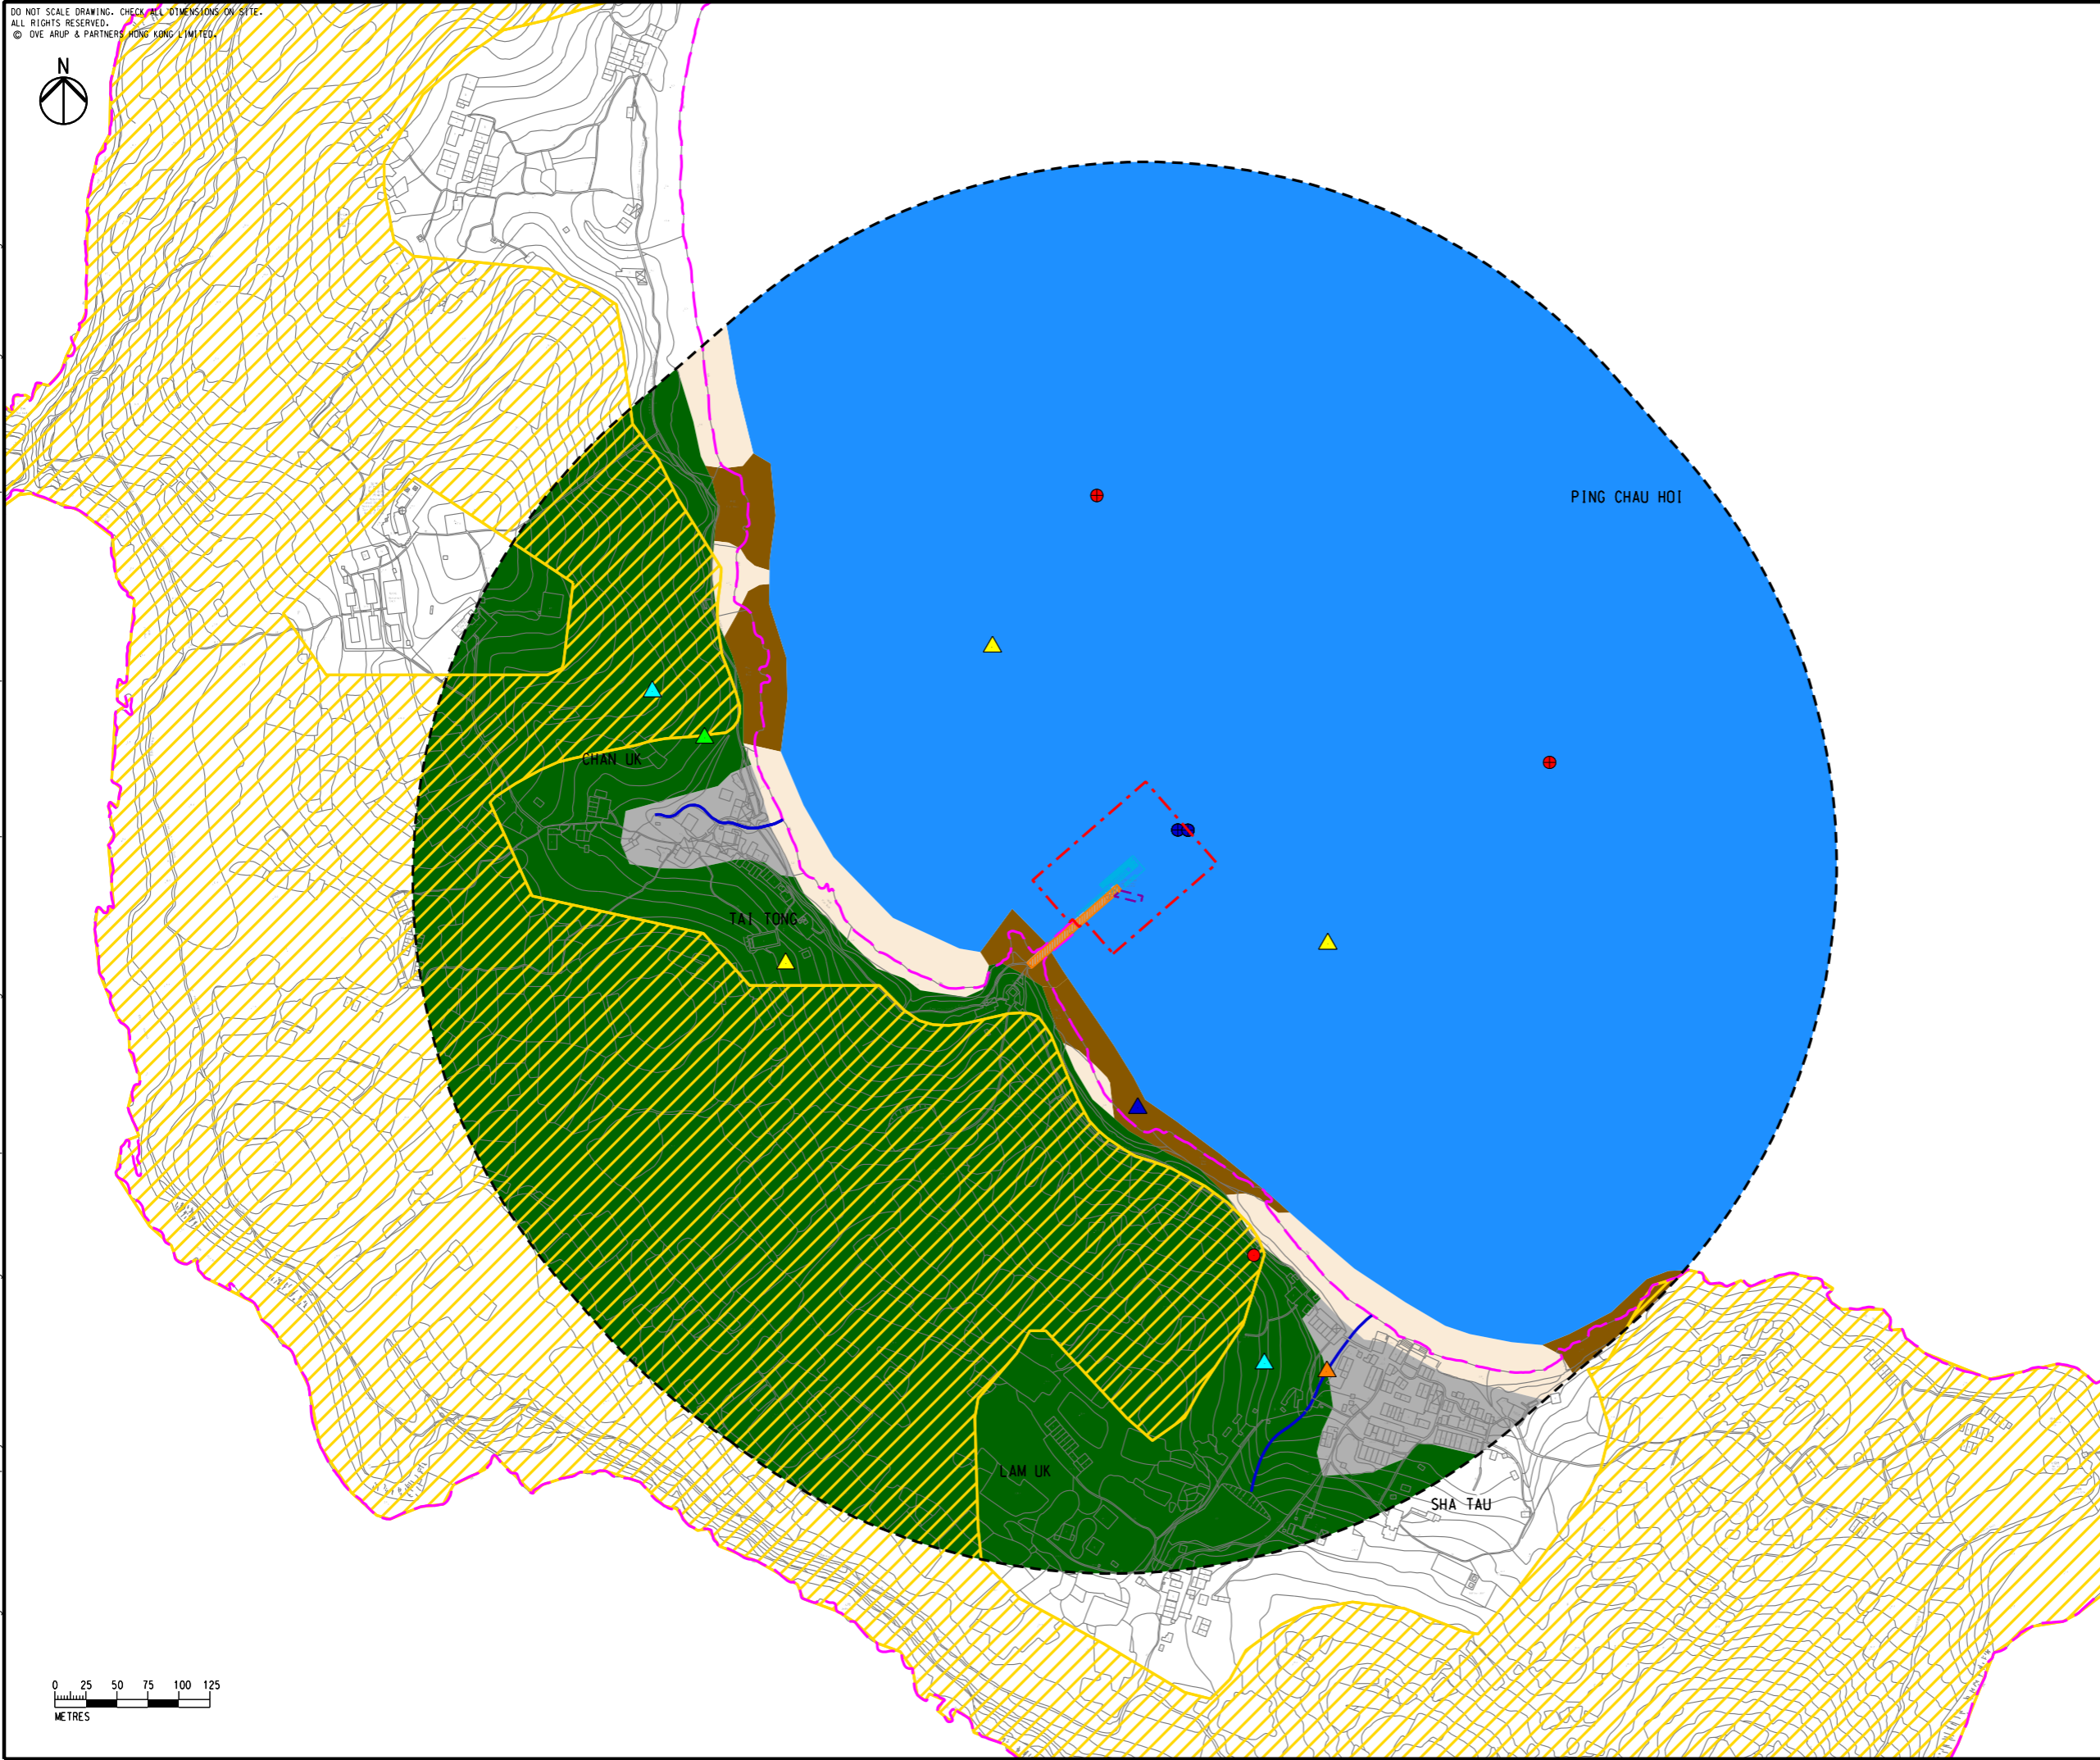 DO NOT SCALE DRAWING. CHECK ALL DIMENSIONS ON SITE.
ALL RIGHTS RESERVED.
© OVE ARUP & PARTNERS HONG KONG LIMITED.
N
PING CHAU HOI
CHAN UK
TAI TONG
LAM UK
SHA TAU
0 25 50 75 100 125
METRES